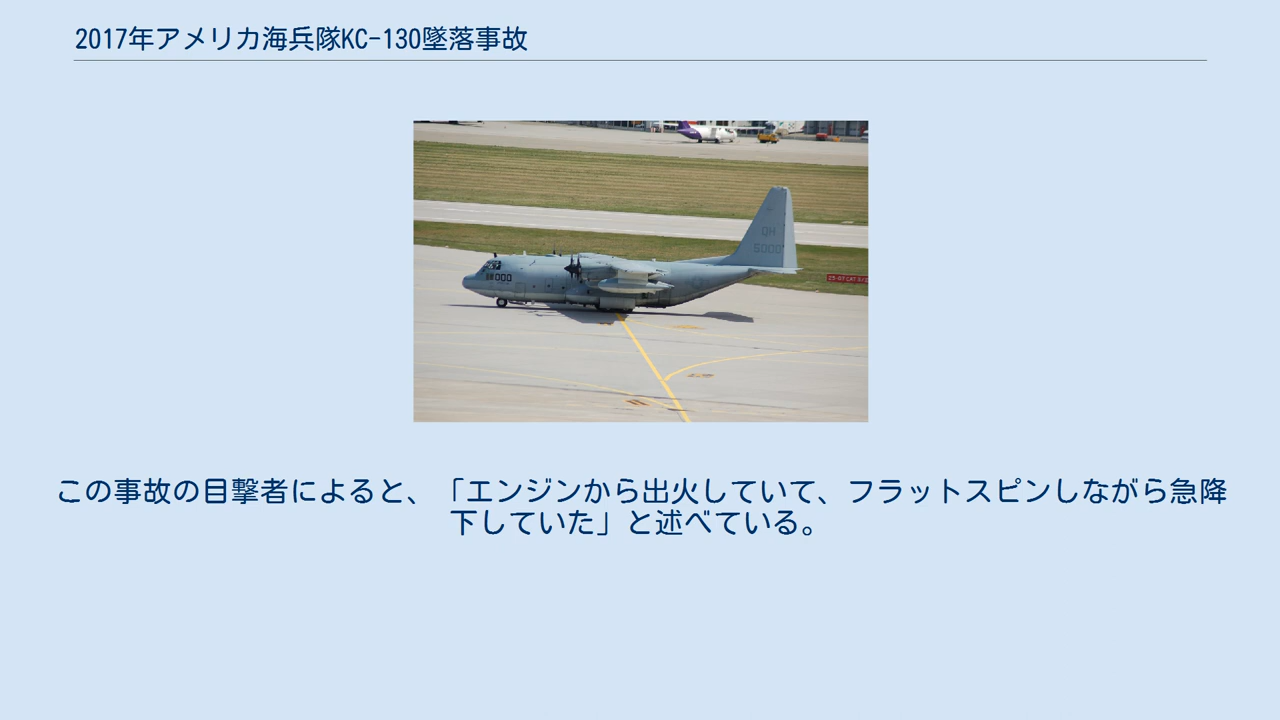 2017年アメリカ海兵隊KC-130墜落事故
QH
5000
000
この事故の目撃者によると、「エンジンから出火していて、フラットスピンしながら急降
下していた」と述べている。